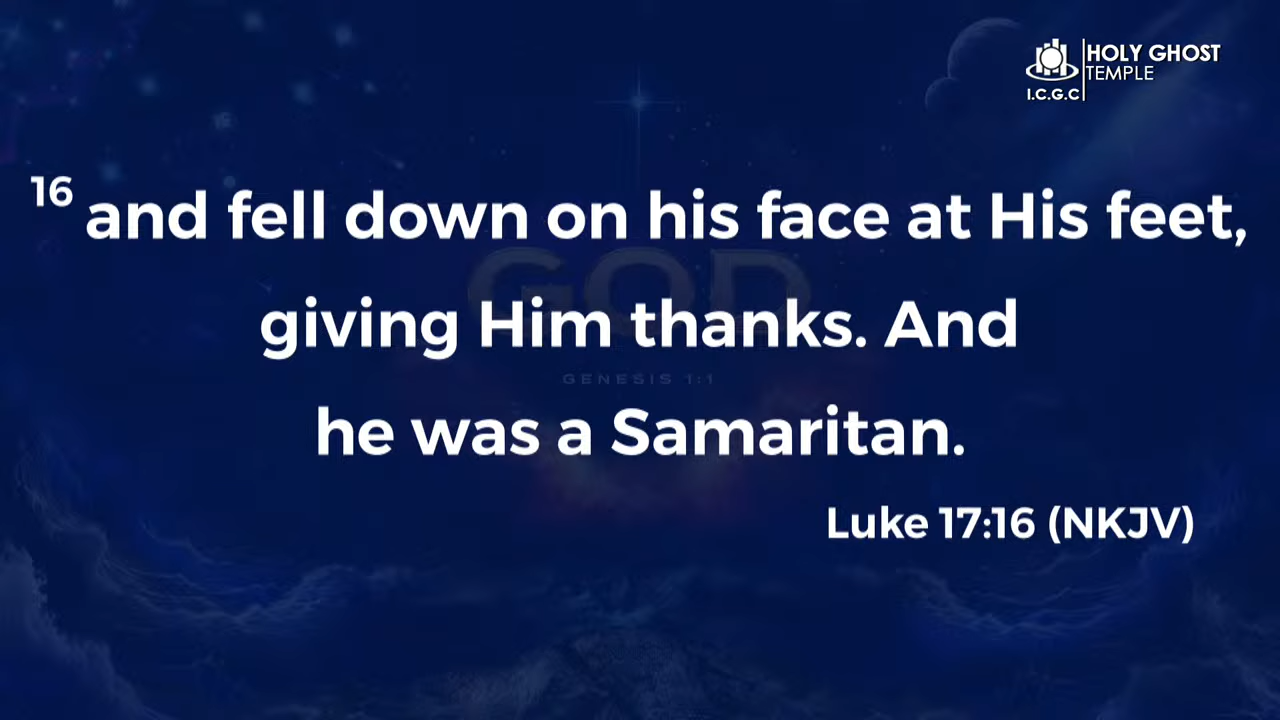 HOLY GHOST
TEMPLE
I.C.G.C
16 and fell down on his face at His feet,
giving Him thanks. And
he was a Samaritan.
GOD
GENESIS 1:1
Luke 17:16 (NKJV)